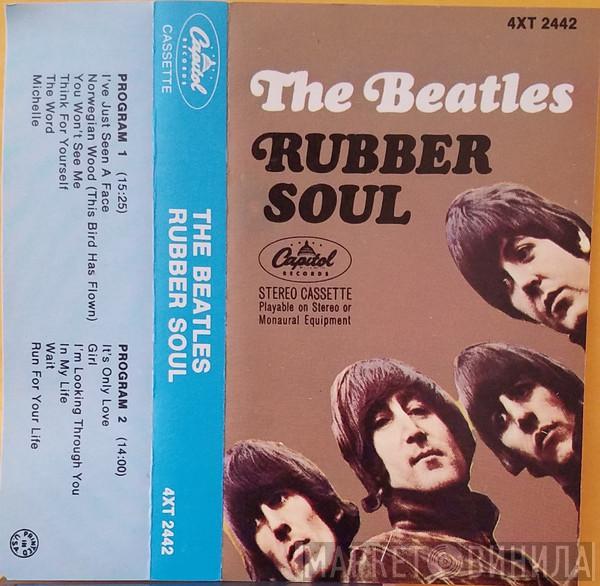 PROGRAM 1 (15:25)
I've Just Seen A Face
Norwegian Wood (This Bird Has Flown)
You Won't See Me
Think For Yourself
The Word
Michelle
PROGRAM 2 (14:00)
It's Only Love
Girl
I'm Looking Through You
In My Life
Wait
Run For Your Life
Capitol
RECORDS
CASSETTE
THE BEATLES
RUBBER SOUL
4XT 2442
4XT 2442
The Beatles
RUBBER
SOUL
Capitol
RECORDS
STEREO CASSETTE
Playable on Stereo or
Monaural Equipment
МАРКЕТ ВИНИЛА